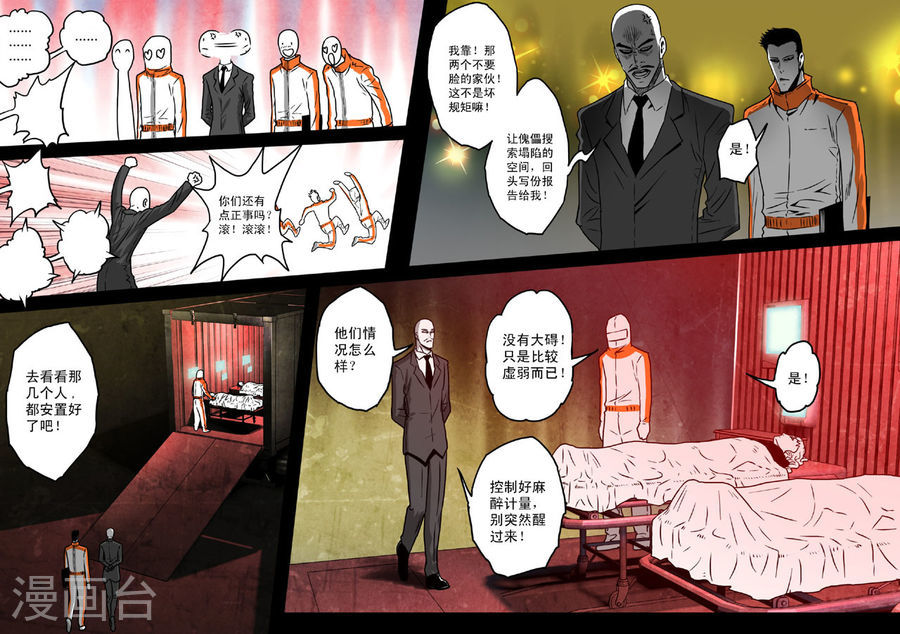 ……
……
……
……
我靠！那
两个不要
脸的家伙！
这不是坏
规矩嘛！
让傀儡搜
索塌陷的
空间，回
头写份报
告给我！
是！
你们还有
点正事吗？
滚！滚滚！
去看看那
几个人，
都安置好
了吧！
他们情
况怎么
样？
没有大碍！
只是比较
虚弱而已！
是！
控制好麻
醉计量，
别突然醒
过来！
漫画台